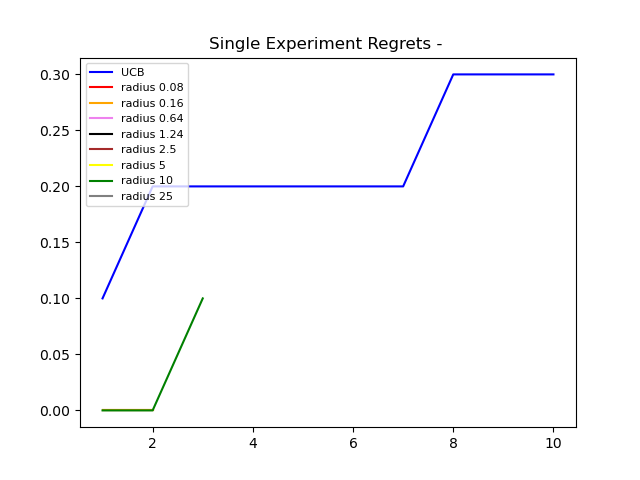 Single Experiment Regrets -
0.30
0.25
0.20
0.15
0.10
0.05
0.00
UCB
radius 0.08
radius 0.16
radius 0.64
radius 1.24
radius 2.5
radius 5
radius 10
radius 25
2 4 6 8 10